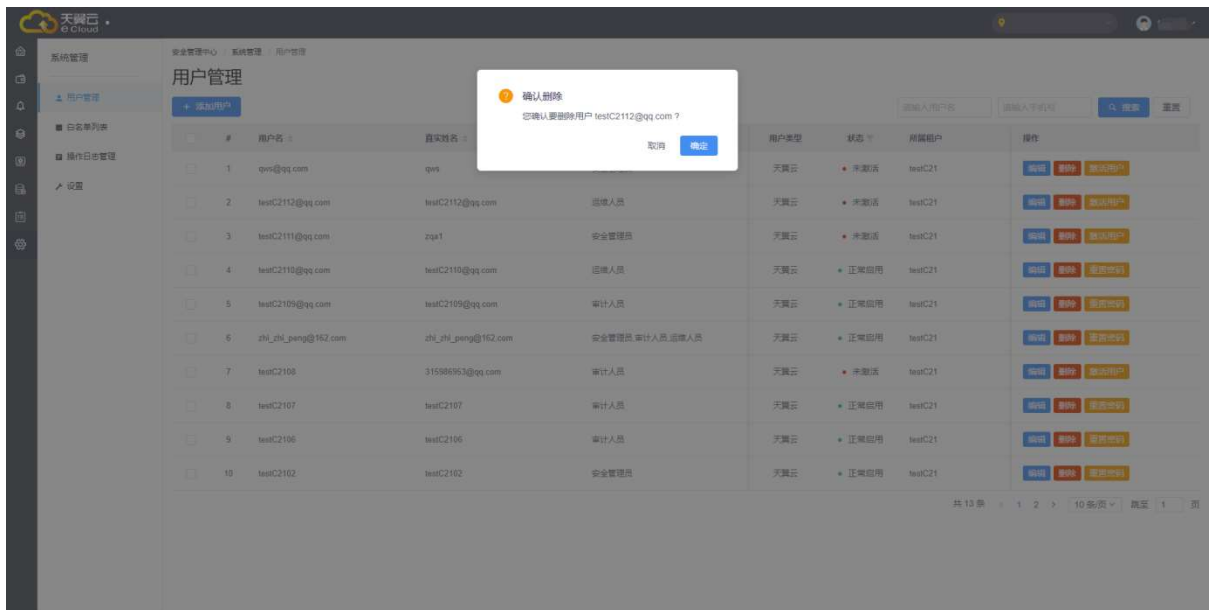 天翼云
e Cloud
系统管理
用户管理
白名单列表
操作日志管理
设置
安全管理中心 / 系统管理 / 用户管理
用户管理
+ 添加用户
请输入用户名 请输入手机号 搜索 重置
确认删除
您确认要删除用户 testC2112@qq.com ?
取消 确定
# 用户名 真实姓名 用户类型 状态 所属租户 操作
1 qws@qq.com qws 天翼云 未激活 testC21 编辑 删除 激活用户
2 testC2112@qq.com testC2112@qq.com 运维人员 天翼云 未激活 testC21 编辑 删除 激活用户
3 testC2111@qq.com zqa1 安全管理员 天翼云 未激活 testC21 编辑 删除 激活用户
4 testC2110@qq.com testC2110@qq.com 运维人员 天翼云 正常启用 testC21 编辑 删除 重置密码
5 testC2109@qq.com testC2109@qq.com 审计人员 天翼云 正常启用 testC21 编辑 删除 重置密码
6 zhi_zhi_peng@162.com zhi_zhi_peng@162.com 安全管理员,审计人员,运维人员 天翼云 正常启用 testC21 编辑 删除 重置密码
7 testC2108 315986953@qq.com 审计人员 天翼云 未激活 testC21 编辑 删除 激活用户
8 testC2107 testC2107 审计人员 天翼云 正常启用 testC21 编辑 删除 重置密码
9 testC2106 testC2106 审计人员 天翼云 正常启用 testC21 编辑 删除 重置密码
10 testC2102 testC2102 安全管理员 天翼云 正常启用 testC21 编辑 删除 重置密码
共 13 条 < 1 2 > 10 条/页 跳至 1 页